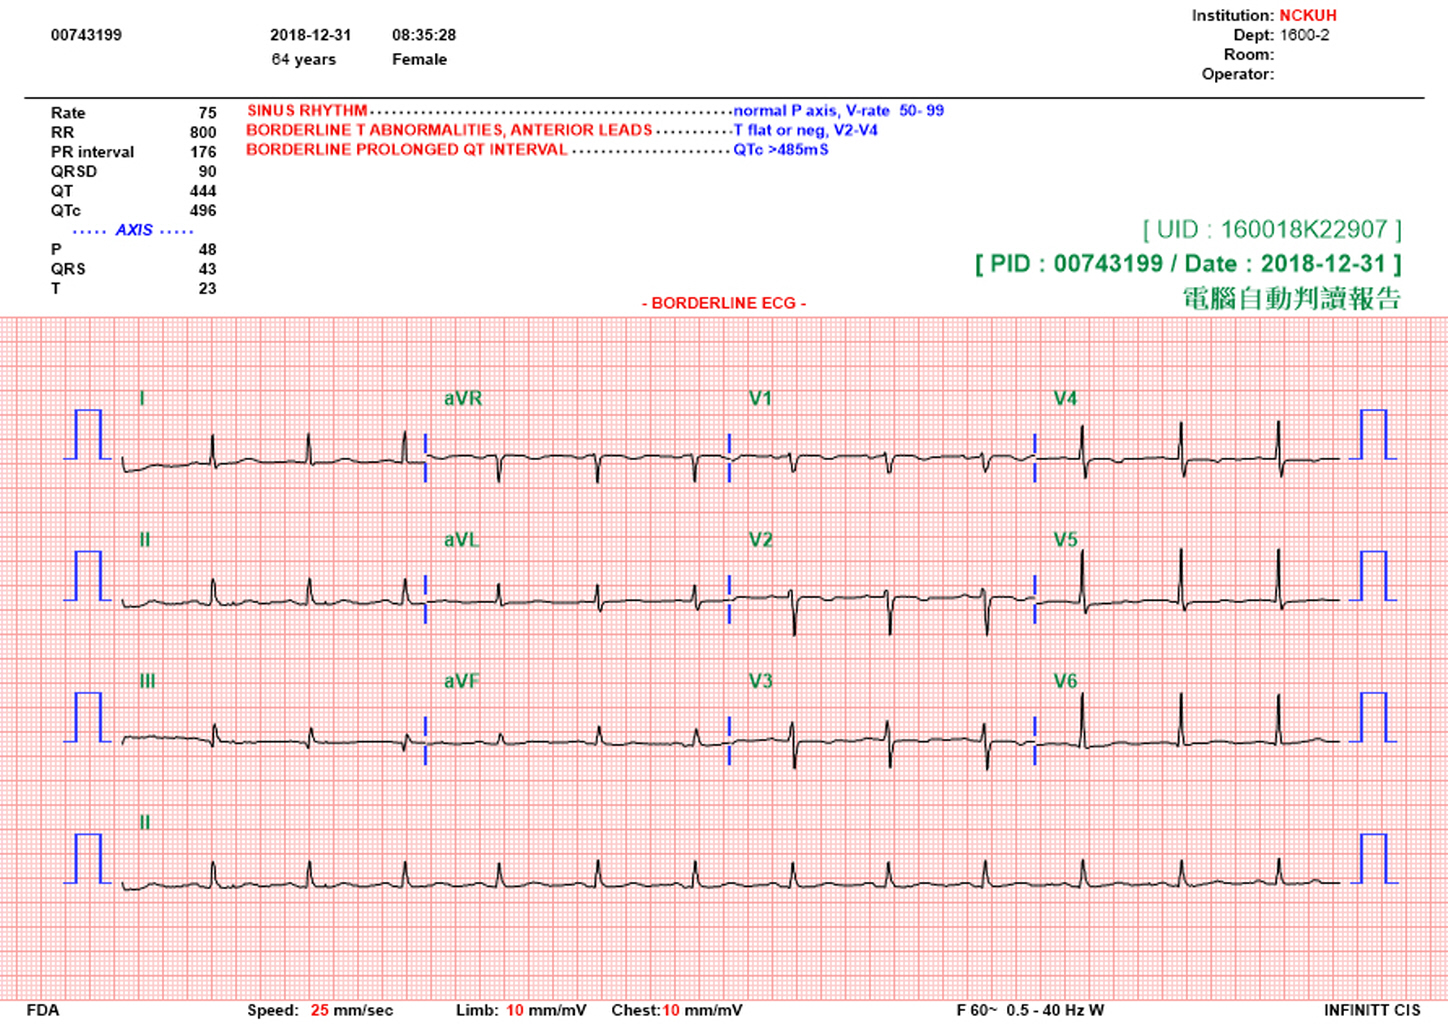 Institution: NCKUH
00743199 2018-12-31 08:35:28 Dept: 1600-2
64 years Female Room:
Operator:
Rate 75 SINUS RHYTHM normal P axis, V-rate 50- 99
RR 800 BORDERLINE T ABNORMALITIES, ANTERIOR LEADS T flat or neg, V2-V4
PR interval 176 BORDERLINE PROLONGED QT INTERVAL QTc >485mS
QRSD 90
QT 444
QTc 496
..... AXIS .....
P 48
QRS 43
T 23
[ UID : 160018K22907 ]
[ PID : 00743199 / Date : 2018-12-31 ]
電腦自動判讀報告
- BORDERLINE ECG -
I aVR V1 V4
II aVL V2 V5
III aVF V3 V6
II
FDA Speed: 25 mm/sec Limb: 10 mm/mV Chest:10 mm/mV F 60~ 0.5 - 40 Hz W INFINITT CIS